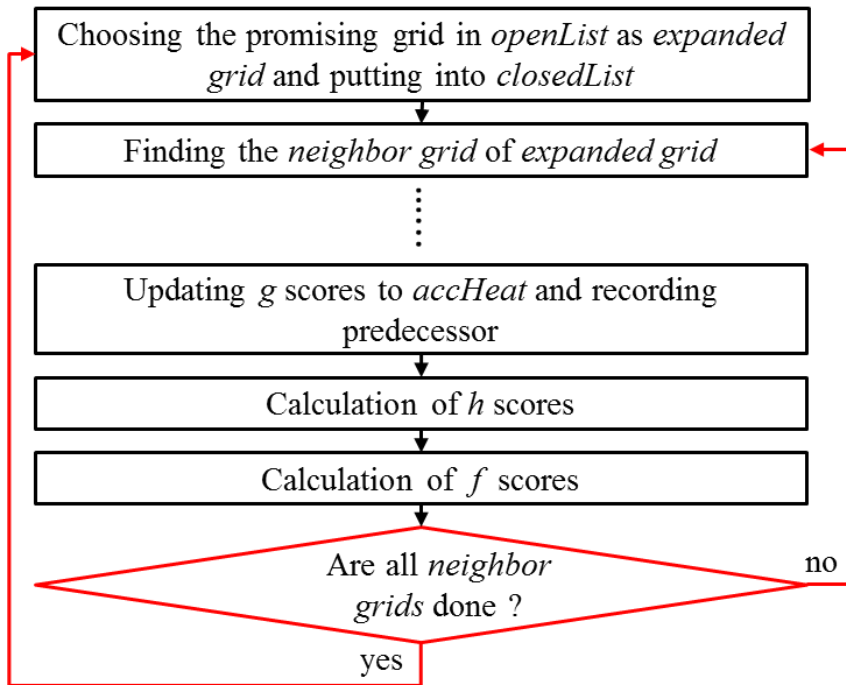 Choosing the promising grid in openList as expanded
grid and putting into closedList
Finding the neighbor grid of expanded grid
Updating g scores to accHeat and recording
predecessor
Calculation of h scores
Calculation of f scores
Are all neighbor
grids done ?
no
yes